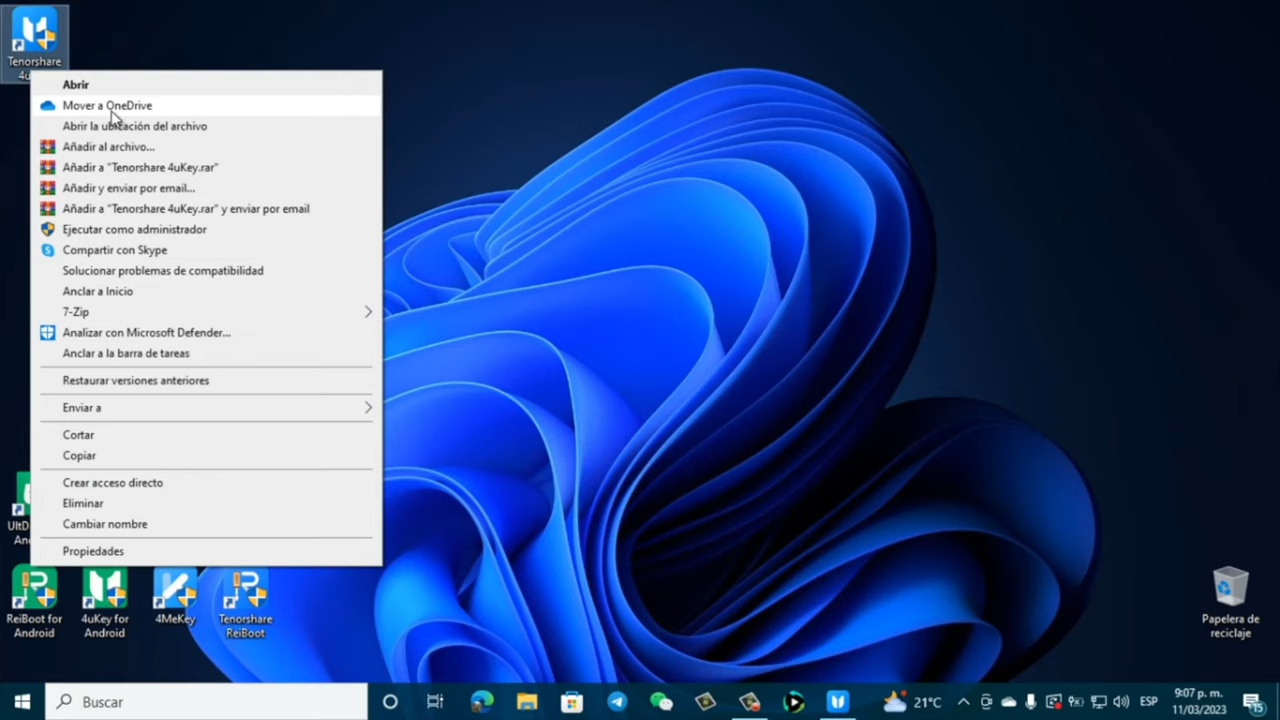 Tenorshare
4u
Abrir
Mover a OneDrive
Abrir la ubicación del archivo
Añadir al archivo...
Añadir a "Tenorshare 4uKey.rar"
Añadir y enviar por email...
Añadir a "Tenorshare 4uKey.rar" y enviar por email
Ejecutar como administrador
Compartir con Skype
Solucionar problemas de compatibilidad
Anclar a Inicio
7-Zip
Analizar con Microsoft Defender...
Anclar a la barra de tareas
Restaurar versiones anteriores
Enviar a
Cortar
Copiar
Crear acceso directo
Eliminar
Cambiar nombre
Propiedades
UltD
An
ReiBoot for
Android
4uKey for
Android
4MeKey
Tenorshare
ReiBoot
Papelera de
reciclaje
Buscar
21°C
ESP
9:07 p. m.
11/03/2023
15